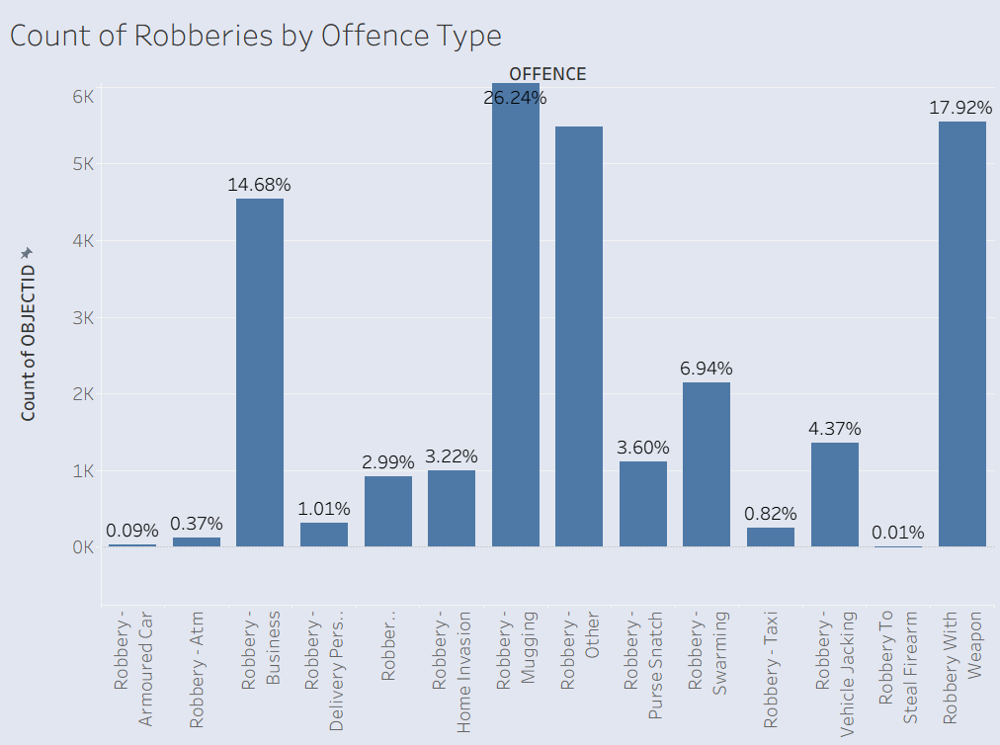 Count of Robberies by Offence Type
OFFENCE
6K
5K
4K
3K
2K
1K
0K
Count of OBJECTID
0.09%
0.37%
14.68%
1.01%
2.99%
3.22%
26.24%
3.60%
6.94%
0.82%
4.37%
0.01%
17.92%
Robbery -
Armoured Car
Robbery - Atm
Robbery -
Business
Robbery -
Delivery Pers..
Robber..
Robbery -
Home Invasion
Robbery -
Mugging
Robbery -
Other
Robbery -
Purse Snatch
Robbery -
Swarming
Robbery - Taxi
Robbery -
Vehicle Jacking
Robbery To
Steal Firearm
Robbery With
Weapon